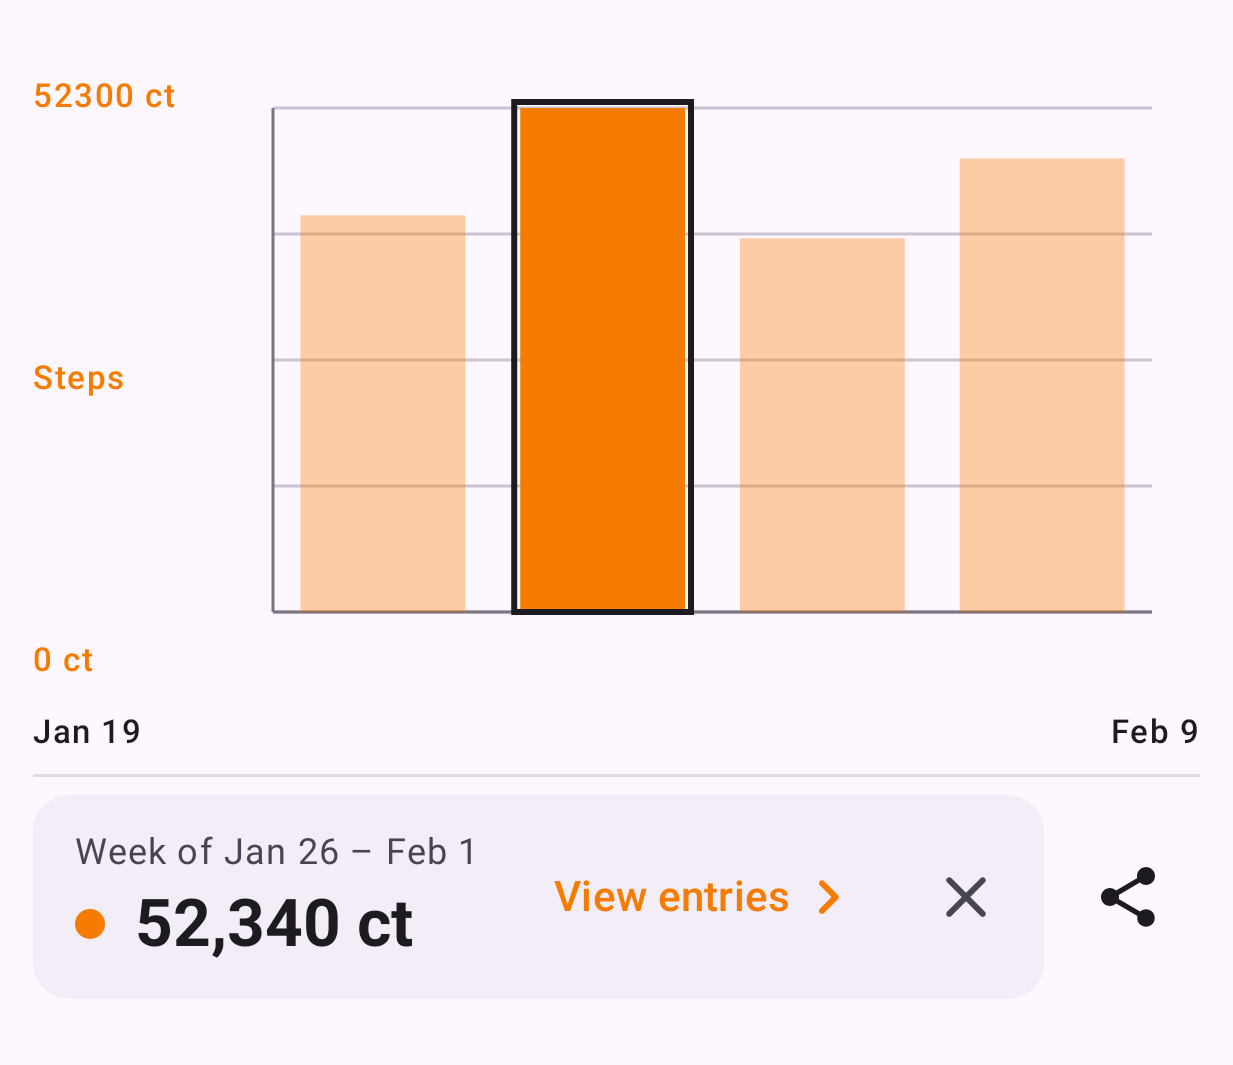 52300 ct
Steps
0 ct
Jan 19
Feb 9
Week of Jan 26 – Feb 1
52,340 ct
View entries